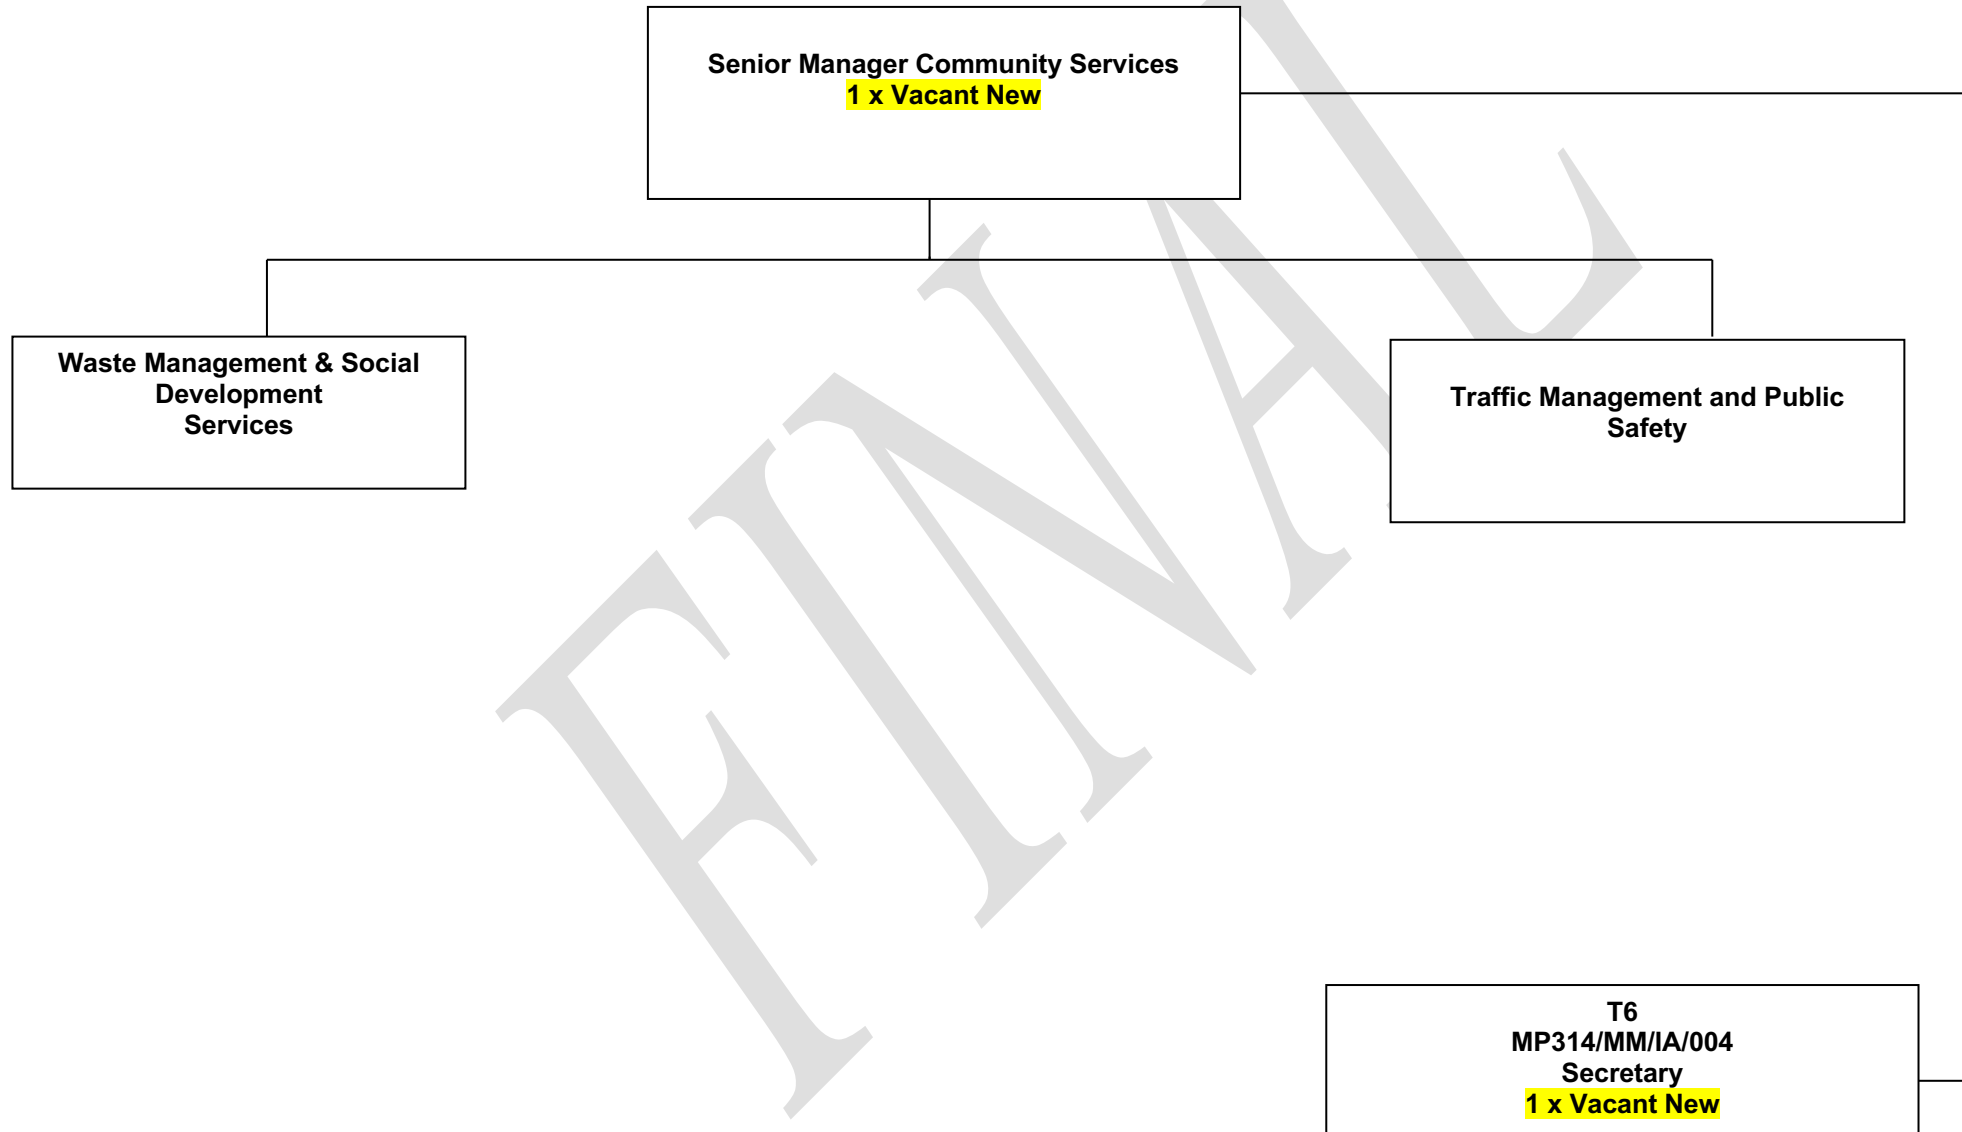 Senior Manager Community Services
1 x Vacant New
Waste Management & Social
Development
Services
Traffic Management and Public
Safety
FINAL
T6
MP314/MM/IA/004
Secretary
1 x Vacant New